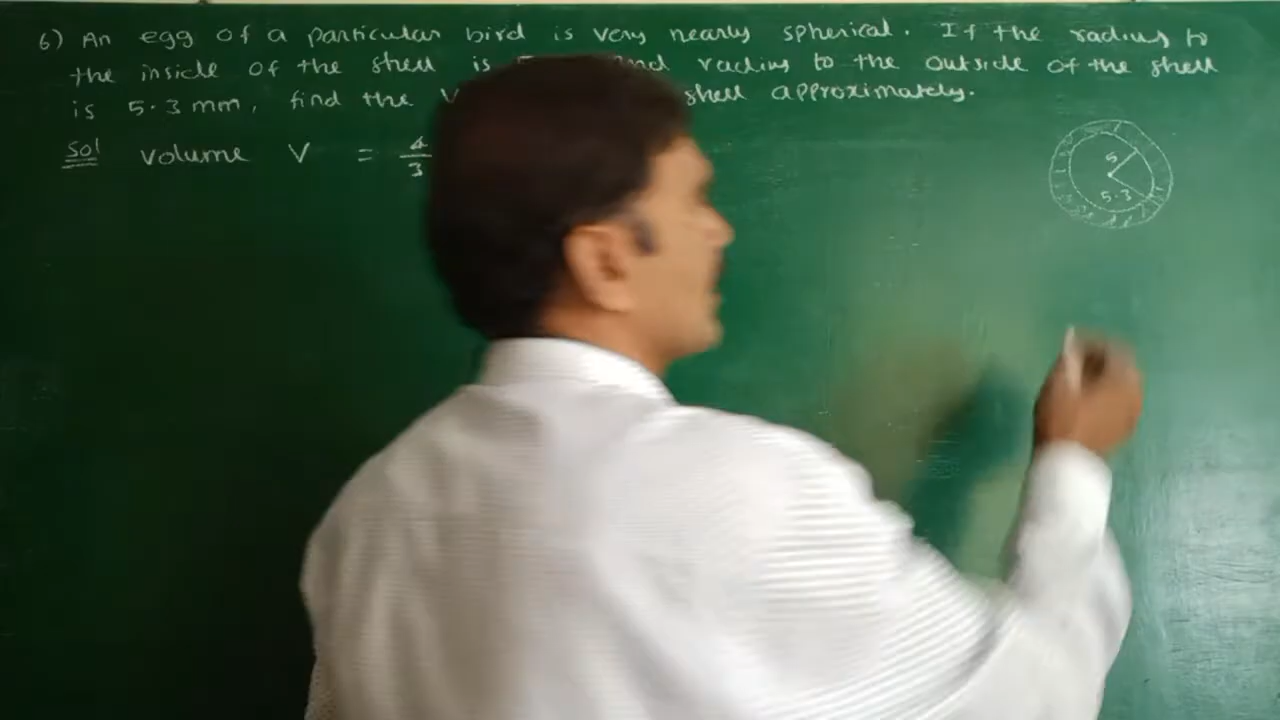 6) An egg of a particular bird is very nearly spherical. If the radius to
the inside of the shell is 5 and radius to the outside of the shell
is 5.3 mm, find the shell approximately.
Sol volume V = 4/3
5
5.3